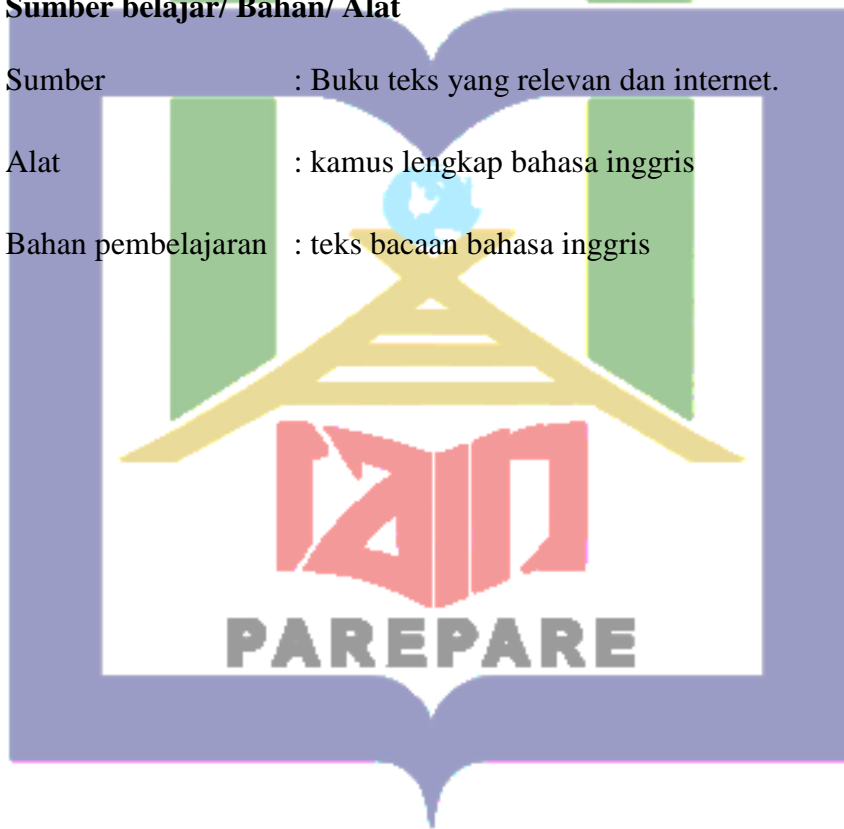 Sumber belajar/ Bahan/ Alat
Sumber : Buku teks yang relevan dan internet.
Alat : kamus lengkap bahasa inggris
Bahan pembelajaran : teks bacaan bahasa inggris
iain
PAREPARE